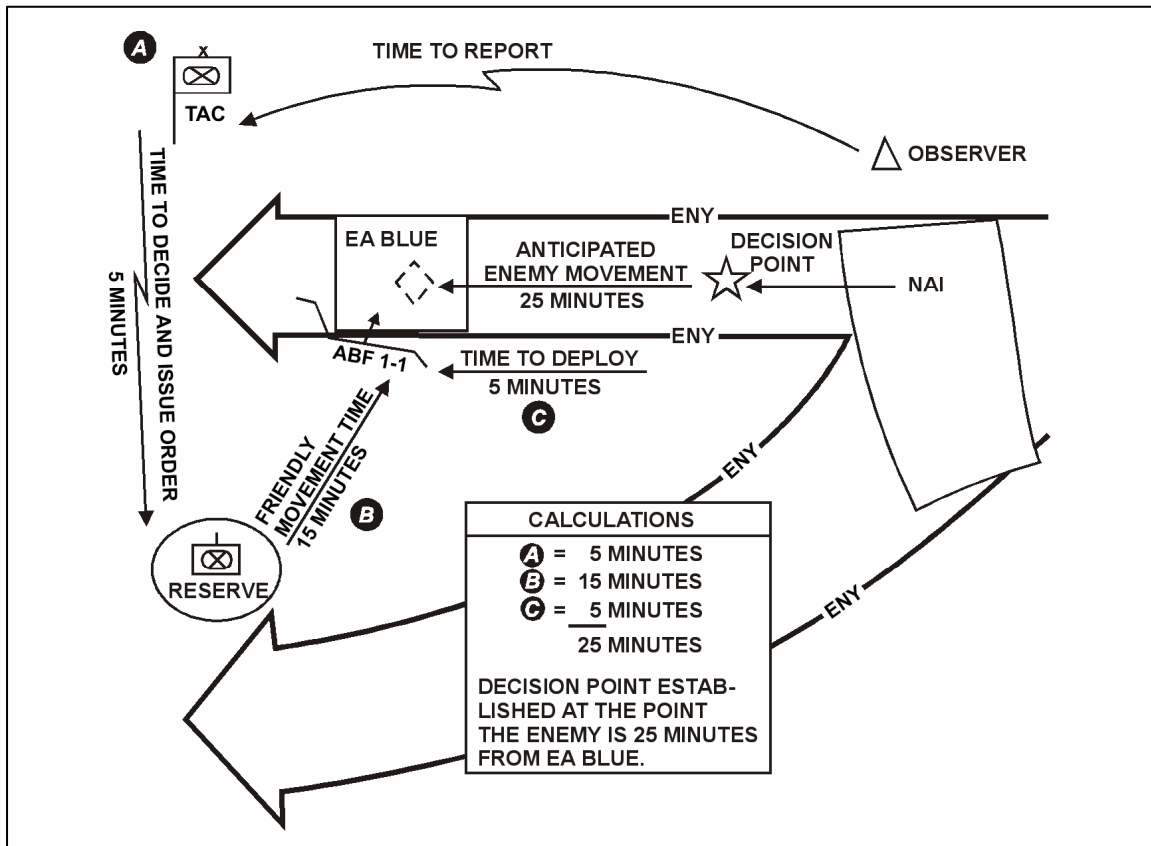 A
x
TAC
TIME TO REPORT
OBSERVER
TIME TO DECIDE AND ISSUE ORDER
5 MINUTES
ENY
EA BLUE
ANTICIPATED
ENEMY MOVEMENT
25 MINUTES
DECISION
POINT
NAI
ENY
ABF 1-1
TIME TO DEPLOY
5 MINUTES
C
FRIENDLY
MOVEMENT TIME
15 MINUTES
B
RESERVE
ENY
ENY
CALCULATIONS
A = 5 MINUTES
B = 15 MINUTES
C = 5 MINUTES
25 MINUTES
DECISION POINT ESTAB-
LISHED AT THE POINT
THE ENEMY IS 25 MINUTES
FROM EA BLUE.